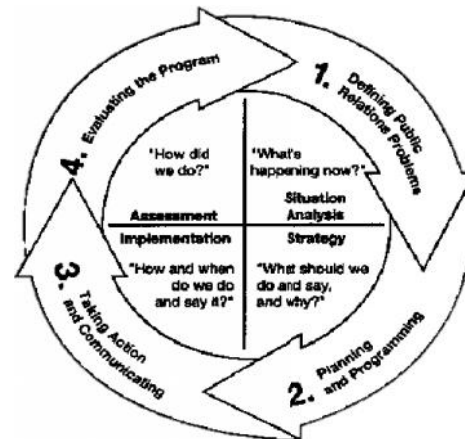 1. Defining Public
Relations Problems
"What's
happening now?"
Situation
Analysis
Strategy
"What should we
do and say,
and why?"
2. Planning
and Programming
3. Taking Action
and Communicating
Implementation
"How and when
do we do
and say it?"
4. Evaluating the Program
"How did
we do?"
Assessment